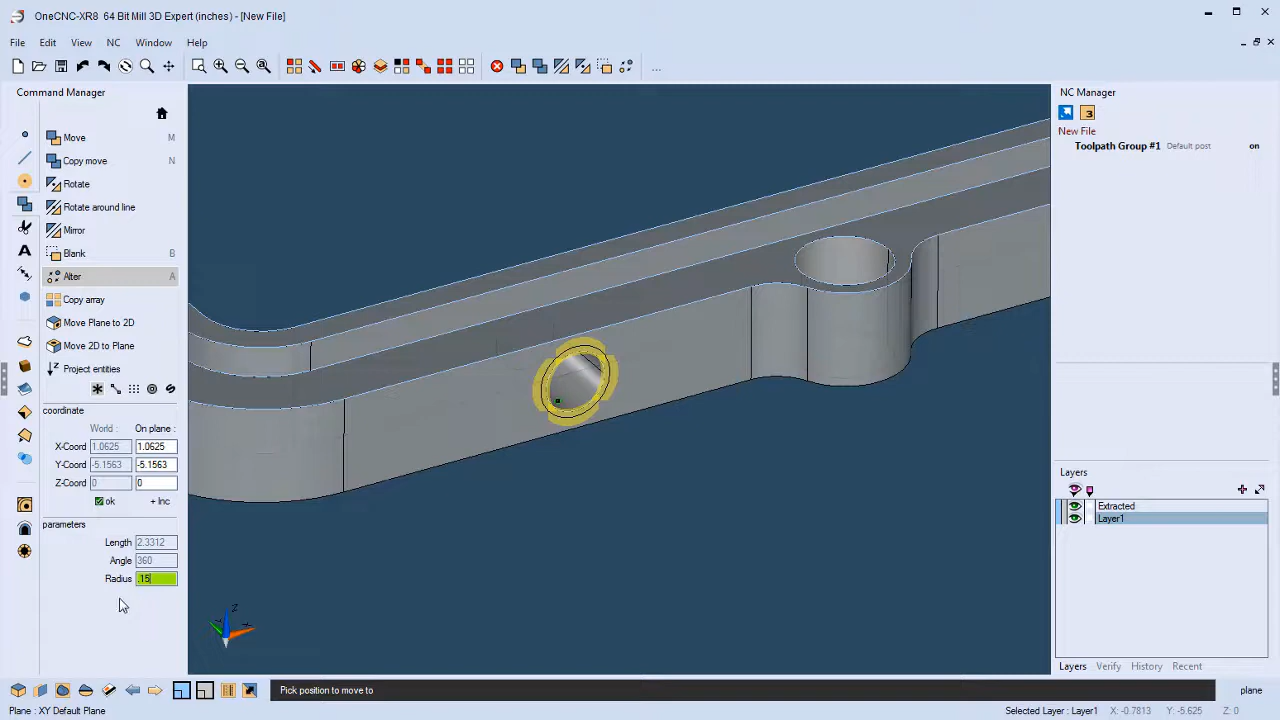 OneCNC-XR8 64 Bit Mill 3D Expert (inches) - [New File]
File Edit View NC Window Help
Command Manager
NC Manager
Move M
New File
Copy move N
Toolpath Group #1 Default post on
Rotate
Rotate around line
Mirror
Blank B
Alter A
Copy array
Move Plane to 2D
Move 2D to Plane
Project entities
coordinate
World : On plane :
X-Coord 1.0625 1.0625
Y-Coord -5.1563 -5.1563
Z-Coord 0 0
ok + Inc
Layers
Extracted
Layer1
parameters
Length 2.3312
Angle 360
Radius .15
Z
Layers Verify History Recent
Pick position to move to
plane
Plane : XY Default Plane
Selected Layer : Layer1 X: -0.7813 Y: -5.625 Z: 0